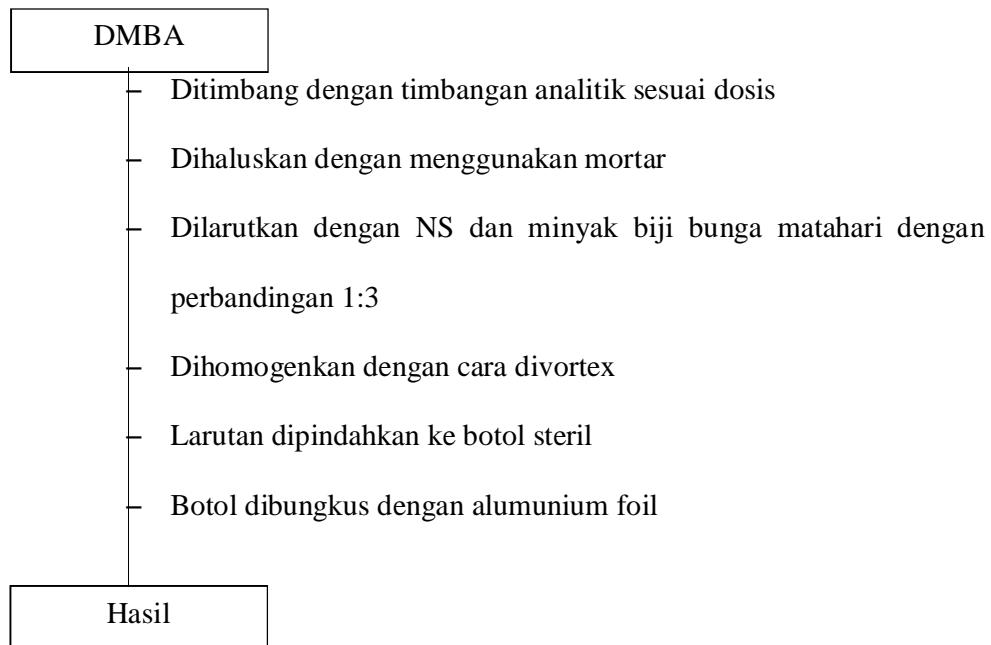 DMBA
– Ditimbang dengan timbangan analitik sesuai dosis
– Dihaluskan dengan menggunakan mortar
– Dilarutkan dengan NS dan minyak biji bunga matahari dengan
perbandingan 1:3
– Dihomogenkan dengan cara divortex
– Larutan dipindahkan ke botol steril
– Botol dibungkus dengan alumunium foil
Hasil